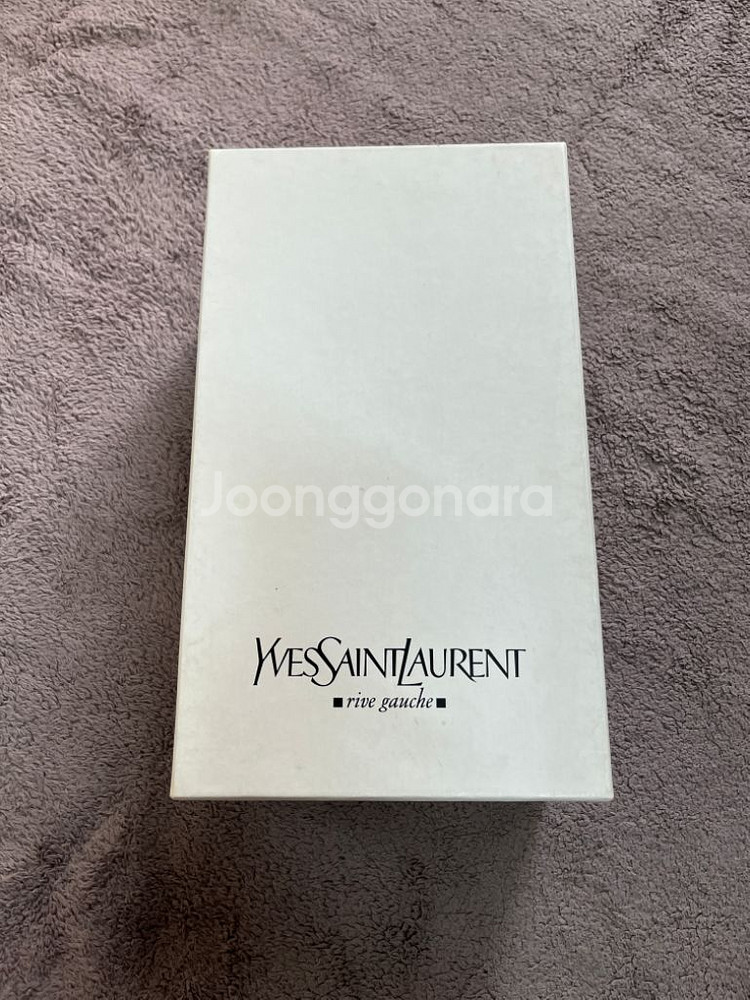 Joonggonara
YVESSAINTLAURENT
■ rive gauche ■